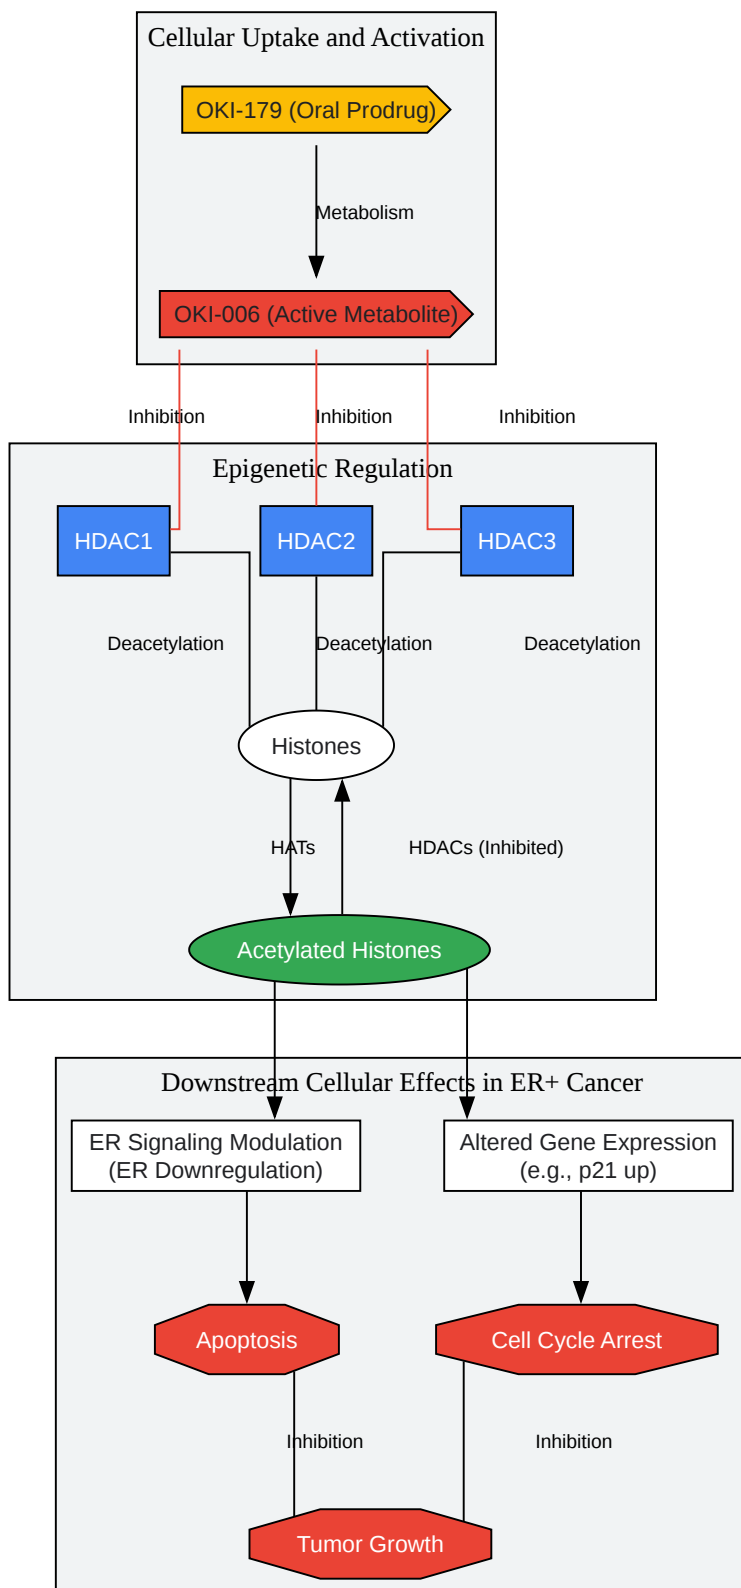 Cellular Uptake and Activation
OKI-179 (Oral Prodrug)
Metabolism
OKI-006 (Active Metabolite)
Inhibition
Inhibition
Inhibition
Epigenetic Regulation
HDAC1
HDAC2
HDAC3
Deacetylation
Deacetylation
Deacetylation
Histones
HATs
HDACs (Inhibited)
Acetylated Histones
Downstream Cellular Effects in ER+ Cancer
ER Signaling Modulation
(ER Downregulation)
Altered Gene Expression
(e.g., p21 up)
Apoptosis
Cell Cycle Arrest
Inhibition
Inhibition
Tumor Growth